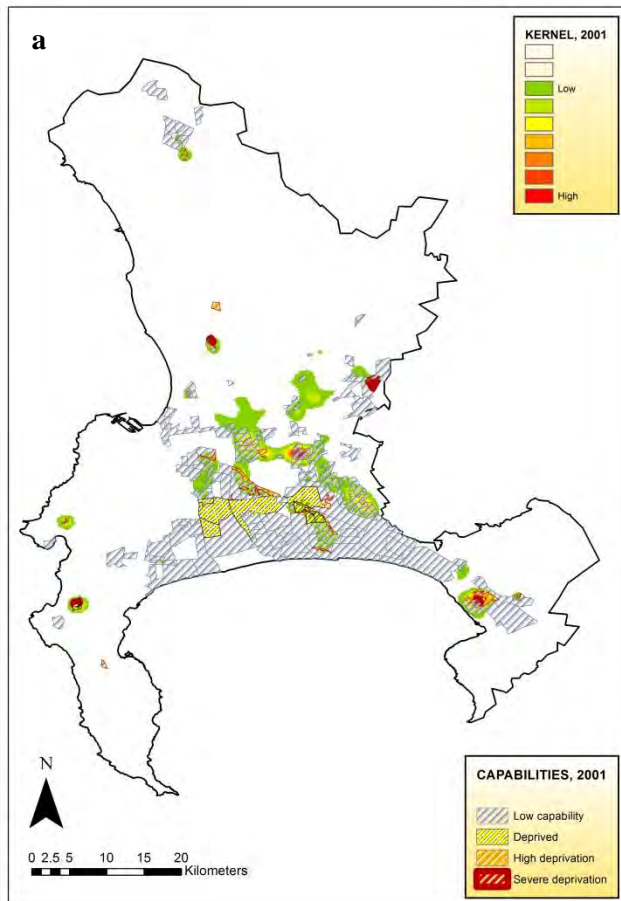 a
KERNEL, 2001
Low
High
N
0 2.5 5 10 15 20
Kilometers
CAPABILITIES, 2001
Low capability
Deprived
High deprivation
Severe deprivation